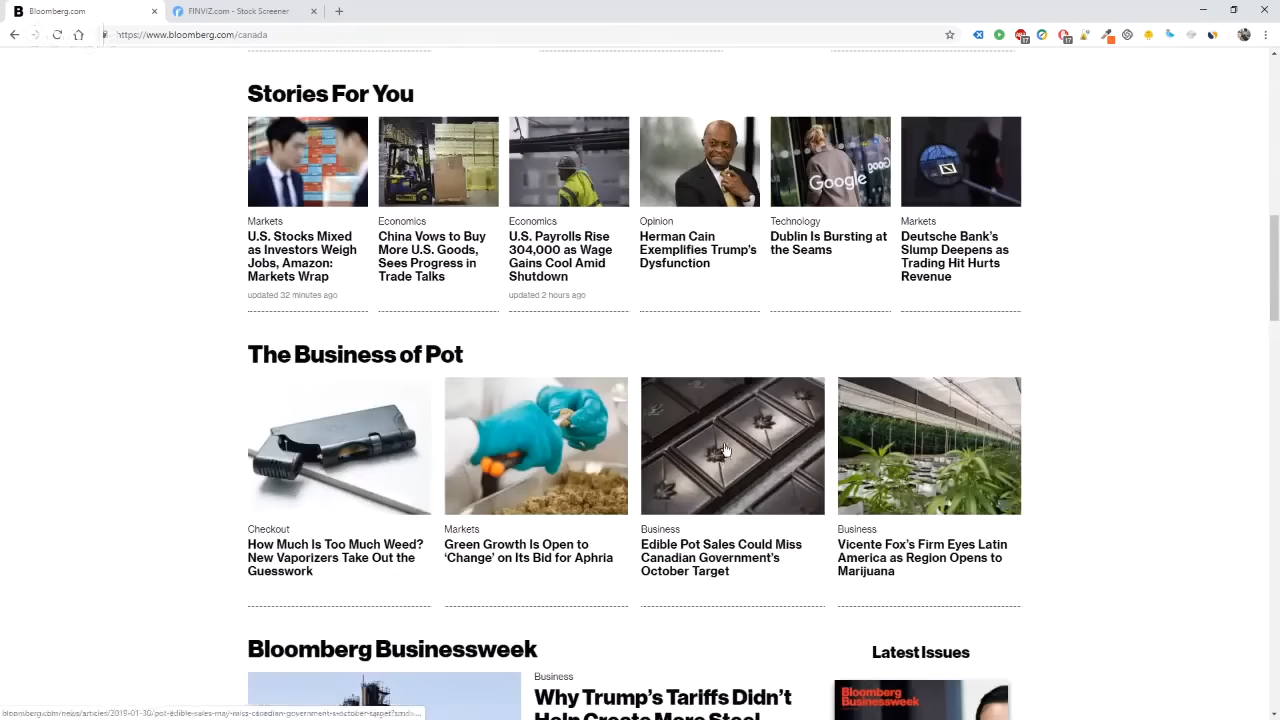 Bloomberg.com
FINVIZ.com - Stock Screener
https://www.bloomberg.com/canada
17
17
Stories For You
Google
Markets
U.S. Stocks Mixed
as Investors Weigh
Jobs, Amazon:
Markets Wrap
updated 32 minutes ago
Economics
China Vows to Buy
More U.S. Goods,
Sees Progress in
Trade Talks
Economics
U.S. Payrolls Rise
304,000 as Wage
Gains Cool Amid
Shutdown
updated 2 hours ago
Opinion
Herman Cain
Exemplifies Trump's
Dysfunction
Technology
Dublin Is Bursting at
the Seams
Markets
Deutsche Bank's
Slump Deepens as
Trading Hit Hurts
Revenue
The Business of Pot
Checkout
How Much Is Too Much Weed?
New Vaporizers Take Out the
Guesswork
Markets
Green Growth Is Open to
'Change' on Its Bid for Aphria
Business
Edible Pot Sales Could Miss
Canadian Government's
October Target
Business
Vicente Fox's Firm Eyes Latin
America as Region Opens to
Marijuana
Bloomberg Businessweek
Business
Why Trump's Tariffs Didn't
Help Create More Steel
Latest Issues
Bloomberg
Businessweek